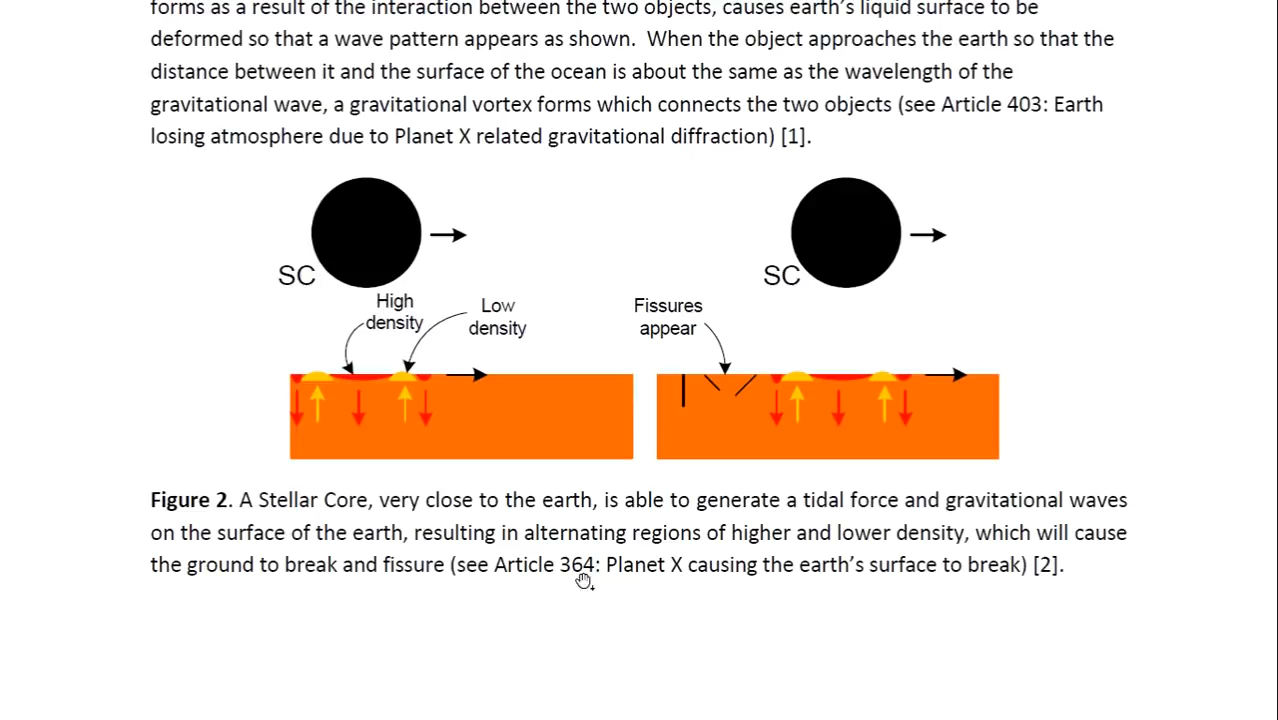 forms as a result of the interaction between the two objects, causes earth's liquid surface to be
deformed so that a wave pattern appears as shown.  When the object approaches the earth so that the
distance between it and the surface of the ocean is about the same as the wavelength of the
gravitational wave, a gravitational vortex forms which connects the two objects (see Article 403: Earth
losing atmosphere due to Planet X related gravitational diffraction) [1].
SC
High
density
Low
density
SC
Fissures
appear
Figure 2. A Stellar Core, very close to the earth, is able to generate a tidal force and gravitational waves
on the surface of the earth, resulting in alternating regions of higher and lower density, which will cause
the ground to break and fissure (see Article 364: Planet X causing the earth's surface to break) [2].